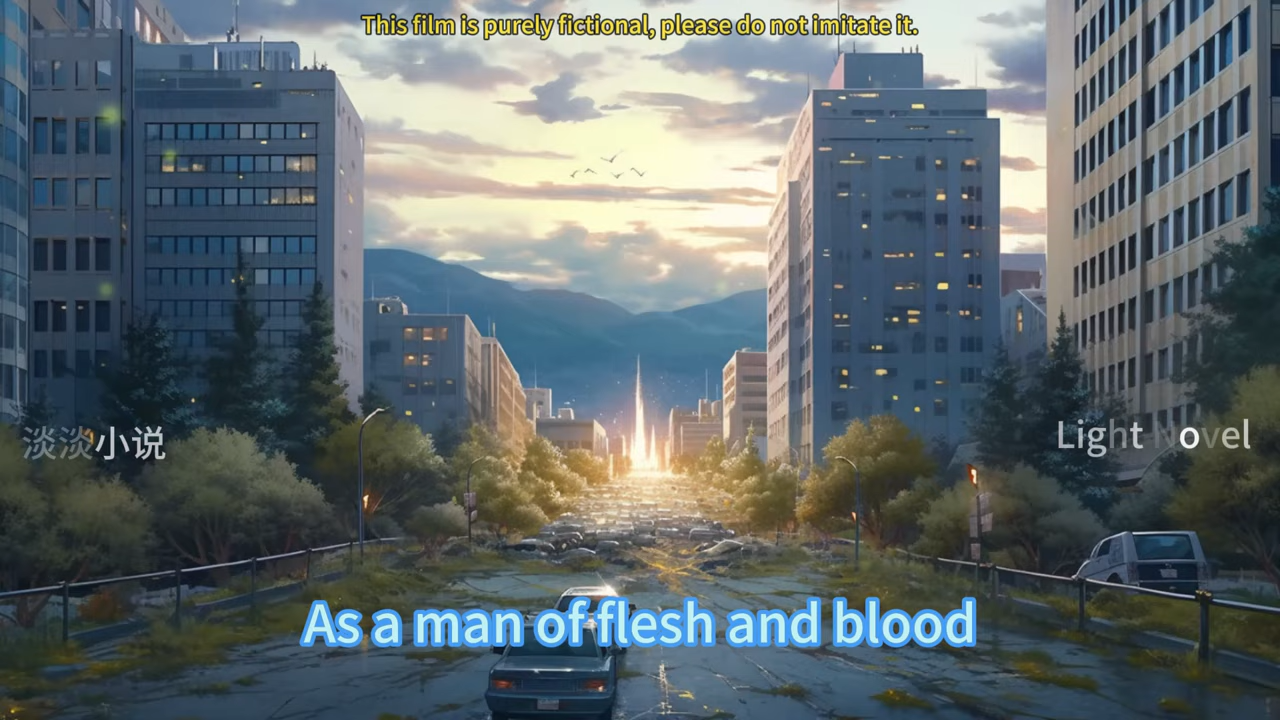 This film is purely fictional, please do not imitate it.
淡淡小说
Light Novel
As a man of flesh and blood